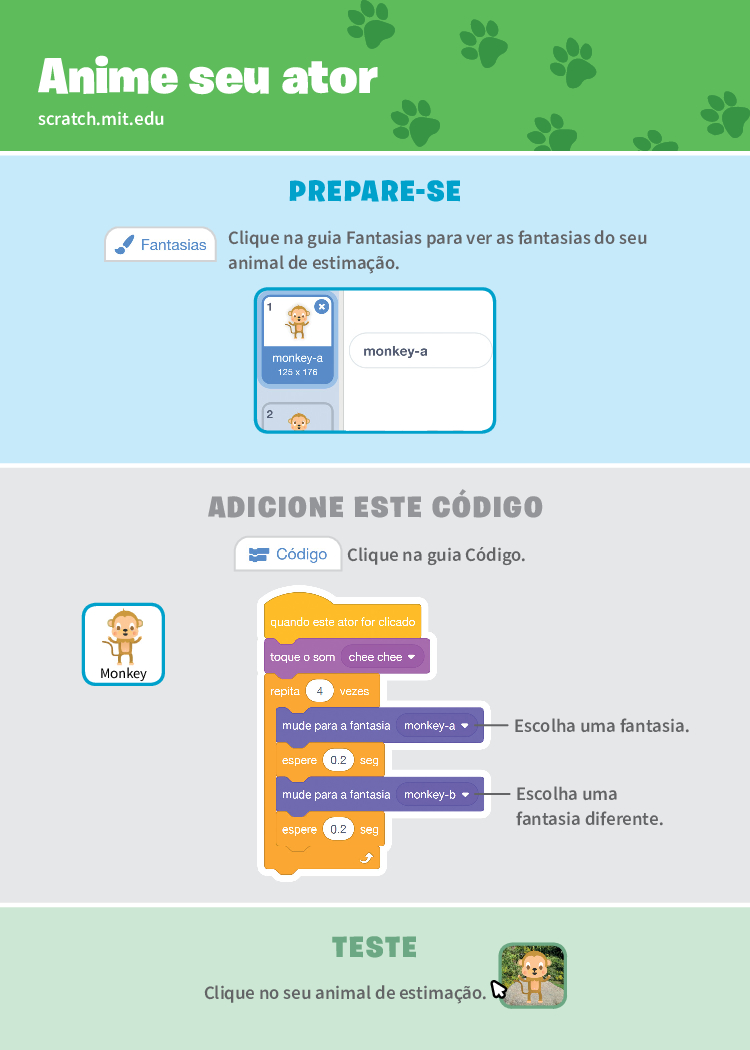 Anime seu ator
scratch.mit.edu
PREPARE-SE
Fantasias
Clique na guia Fantasias para ver as fantasias do seu
animal de estimação.
1
monkey-a
125 x 176
2
monkey-a
ADICIONE ESTE CÓDIGO
Código
Clique na guia Código.
Monkey
quando este ator for clicado
toque o som chee chee
repita 4 vezes
mude para a fantasia monkey-a
Escolha uma fantasia.
espere 0.2 seg
mude para a fantasia monkey-b
Escolha uma
fantasia diferente.
espere 0.2 seg
TESTE
Clique no seu animal de estimação.